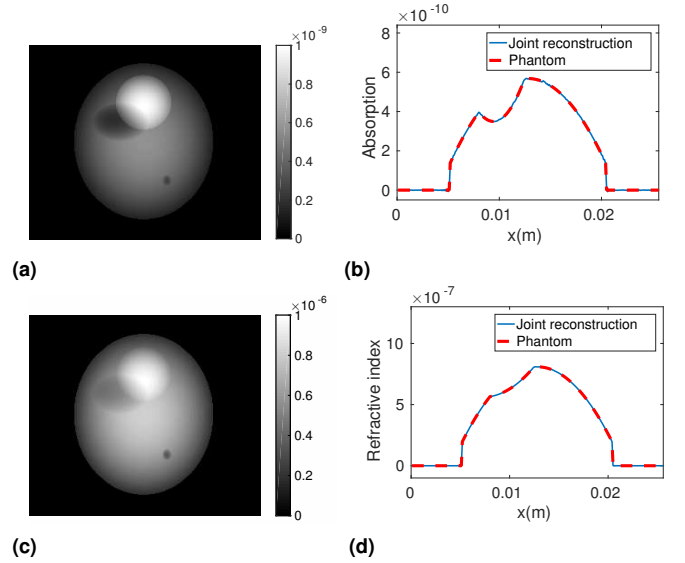 ×10 -9
1
0.8
0.6
0.4
0.2
0
(a)
×10 -10
8
6
4
2
0
Absorption
Joint reconstruction
Phantom
0
0.01
0.02
x(m)
(b)
×10 -6
1
0.8
0.6
0.4
0.2
0
(c)
×10 -7
10
5
0
Refractive index
Joint reconstruction
Phantom
0
0.01
0.02
x(m)
(d)